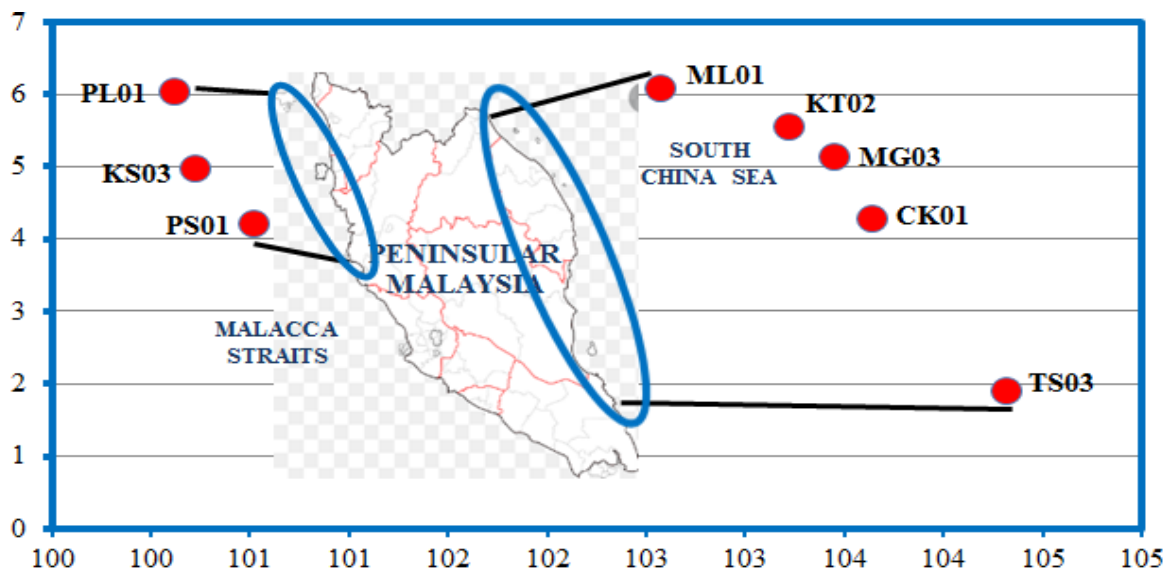 7
6
5
4
3
2
1
0
PL01
KS03
PS01
ML01
KT02
MG03
CK01
TS03
SOUTH
CHINA SEA
PENINSULAR
MALAYSIA
MALACCA
STRAITS
100 100 101 101 102 102 103 103 104 104 105 105